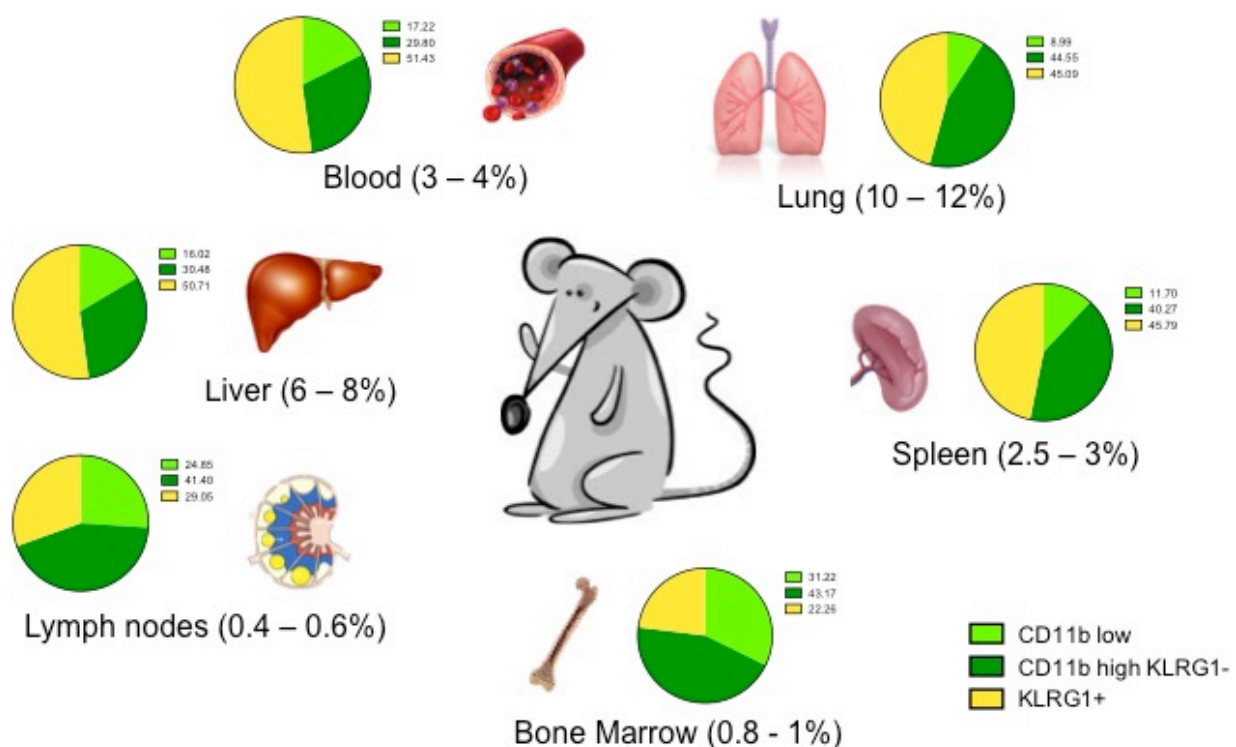 17.22
29.80
51.43
Blood (3 – 4%)
8.99
44.55
45.09
Lung (10 – 12%)
16.02
30.48
50.71
Liver (6 – 8%)
11.70
40.27
45.79
Spleen (2.5 – 3%)
24.85
41.40
29.05
Lymph nodes (0.4 – 0.6%)
31.22
43.17
22.26
Bone Marrow (0.8 - 1%)
CD11b low
CD11b high KLRG1-
KLRG1+